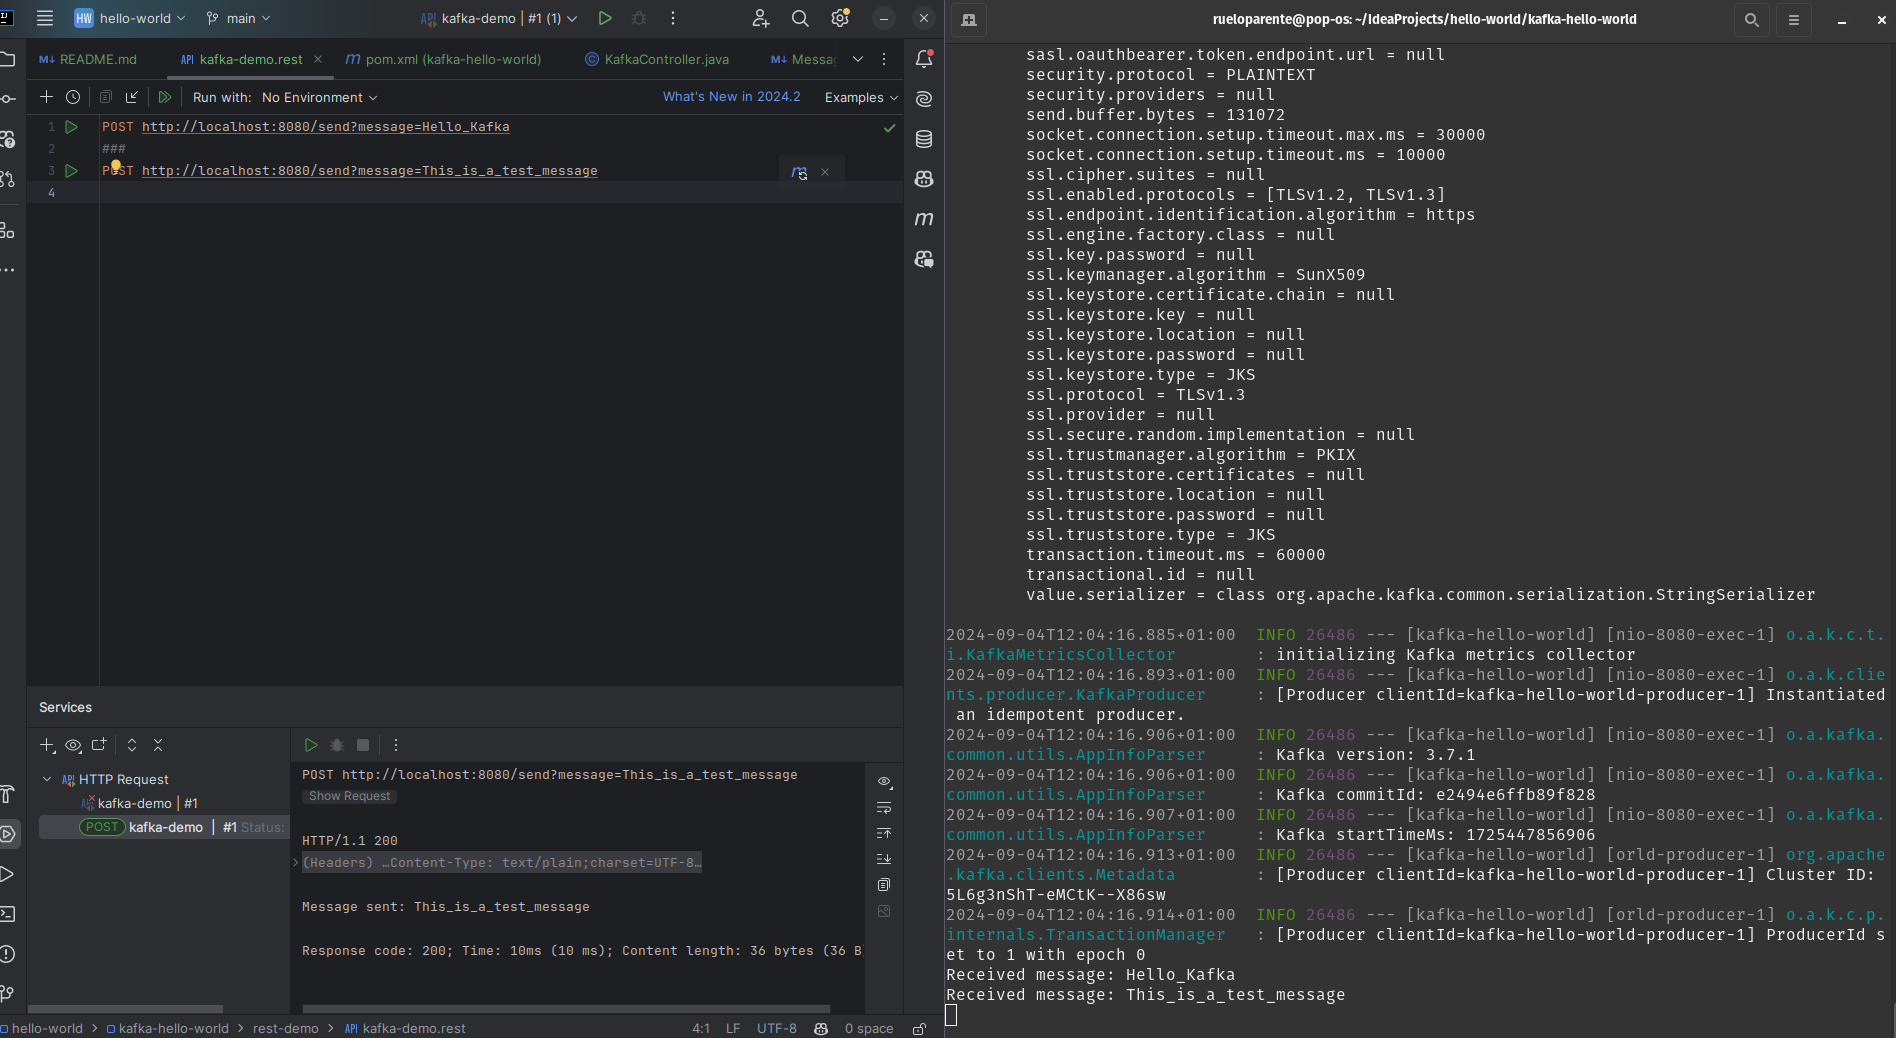 HW hello-world main kafka-demo | #1 (1)
README.md kafka-demo.rest pom.xml (kafka-hello-world) KafkaController.java
Run with: No Environment What's New in 2024.2 Examples
1 POST http://localhost:8080/send?message=Hello_Kafka
2 ###
3 POST http://localhost:8080/send?message=This_is_a_test_message
4
Services
HTTP Request
kafka-demo | #1
POST kafka-demo | #1 Status:
POST http://localhost:8080/send?message=This_is_a_test_message
Show Request
HTTP/1.1 200
(Headers) …Content-Type: text/plain;charset=UTF-8…
Message sent: This_is_a_test_message
Response code: 200; Time: 10ms (10 ms); Content length: 36 bytes (36 B
hello-world > kafka-hello-world > rest-demo > API kafka-demo.rest 4:1 LF UTF-8 0 space
rueloparente@pop-os: ~/IdeaProjects/hello-world/kafka-hello-world
sasl.oauthbearer.token.endpoint.url = null
security.protocol = PLAINTEXT
security.providers = null
send.buffer.bytes = 131072
socket.connection.setup.timeout.max.ms = 30000
socket.connection.setup.timeout.ms = 10000
ssl.cipher.suites = null
ssl.enabled.protocols = [TLSv1.2, TLSv1.3]
ssl.endpoint.identification.algorithm = https
ssl.engine.factory.class = null
ssl.key.password = null
ssl.keymanager.algorithm = SunX509
ssl.keystore.certificate.chain = null
ssl.keystore.key = null
ssl.keystore.location = null
ssl.keystore.password = null
ssl.keystore.type = JKS
ssl.protocol = TLSv1.3
ssl.provider = null
ssl.secure.random.implementation = null
ssl.trustmanager.algorithm = PKIX
ssl.truststore.certificates = null
ssl.truststore.location = null
ssl.truststore.password = null
ssl.truststore.type = JKS
transaction.timeout.ms = 60000
transactional.id = null
value.serializer = class org.apache.kafka.common.serialization.StringSerializer
2024-09-04T12:04:16.885+01:00 INFO 26486 --- [kafka-hello-world] [nio-8080-exec-1] o.a.k.c.t.
i.KafkaMetricsCollector : initializing Kafka metrics collector
2024-09-04T12:04:16.893+01:00 INFO 26486 --- [kafka-hello-world] [nio-8080-exec-1] o.a.k.clie
nts.producer.KafkaProducer : [Producer clientId=kafka-hello-world-producer-1] Instantiated
an idempotent producer.
2024-09-04T12:04:16.906+01:00 INFO 26486 --- [kafka-hello-world] [nio-8080-exec-1] o.a.kafka.
common.utils.AppInfoParser : Kafka version: 3.7.1
2024-09-04T12:04:16.906+01:00 INFO 26486 --- [kafka-hello-world] [nio-8080-exec-1] o.a.kafka.
common.utils.AppInfoParser : Kafka commitId: e2494e6ffb89f828
2024-09-04T12:04:16.907+01:00 INFO 26486 --- [kafka-hello-world] [nio-8080-exec-1] o.a.kafka.
common.utils.AppInfoParser : Kafka startTimeMs: 1725447856906
2024-09-04T12:04:16.913+01:00 INFO 26486 --- [kafka-hello-world] [orld-producer-1] org.apache
.kafka.clients.Metadata : [Producer clientId=kafka-hello-world-producer-1] Cluster ID:
5L6g3nShT-eMCtK--X86sw
2024-09-04T12:04:16.914+01:00 INFO 26486 --- [kafka-hello-world] [orld-producer-1] o.a.k.c.p.
internals.TransactionManager : [Producer clientId=kafka-hello-world-producer-1] ProducerId s
et to 1 with epoch 0
Received message: Hello_Kafka
Received message: This_is_a_test_message